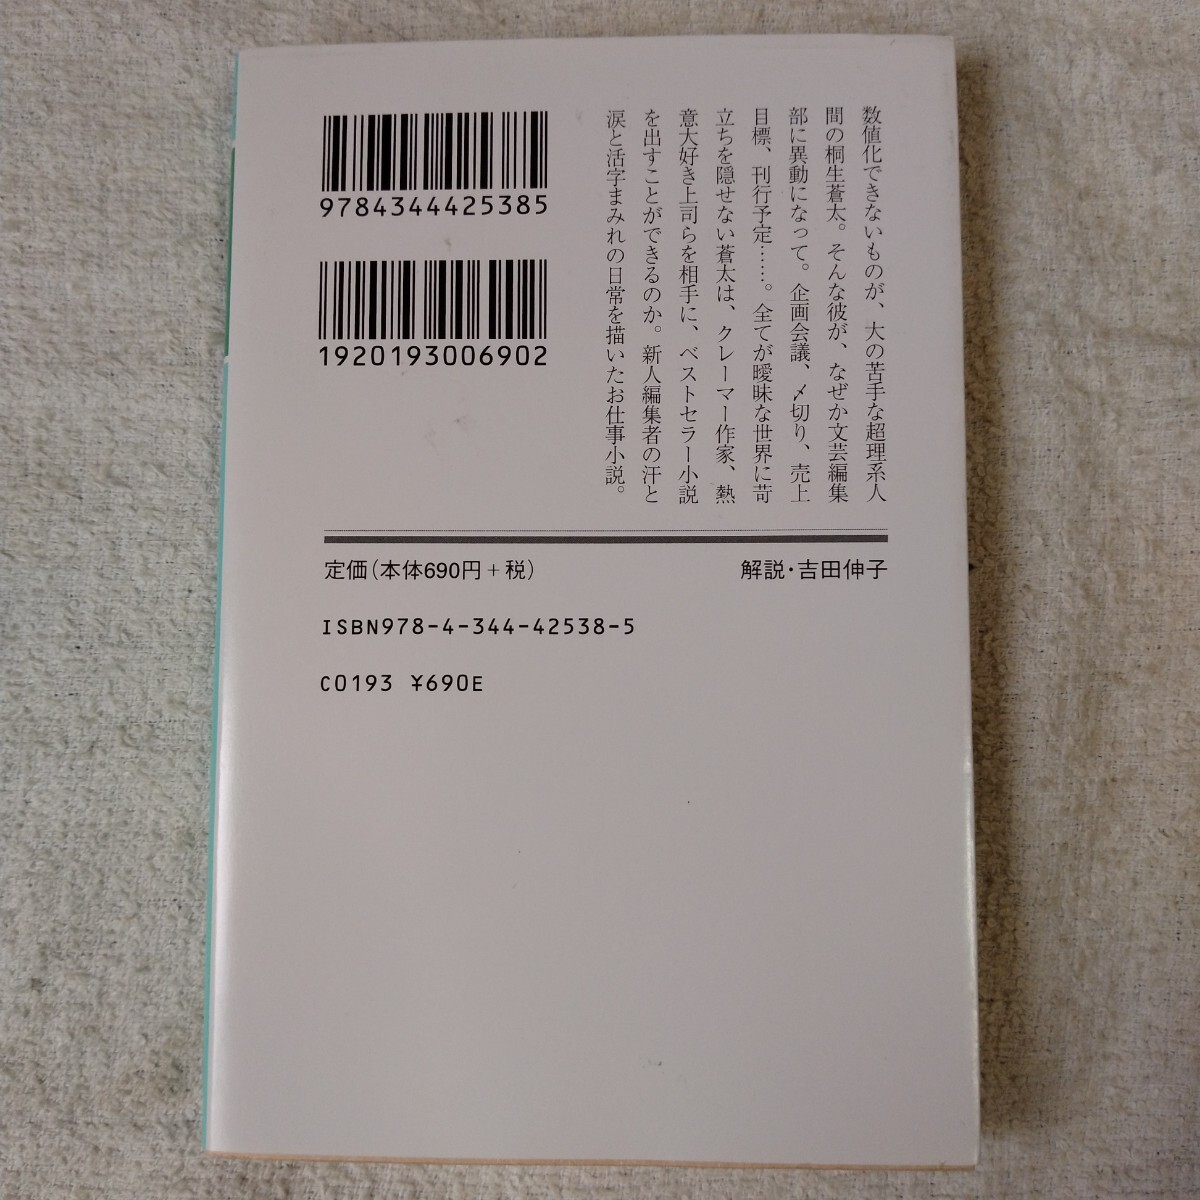 数値化できないものが、大の苦手な超理系人
間の桐生蒼太。そんな彼が、なぜか文芸編集
部に異動になって。企画会議、〆切り、売上
目標、刊行予定……。全てが曖昧な世界に苛
立ちを隠せない蒼太は、クレーマー作家、熱
意大好き上司らを相手に、ベストセラー小説
を出すことができるのか。新人編集者の汗と
涙と活字まみれの日常を描いたお仕事小説。
9784344425385
1920193006902
定価(本体690円+税)
解説・吉田伸子
ISBN978-4-344-42538-5
C0193 ¥690E